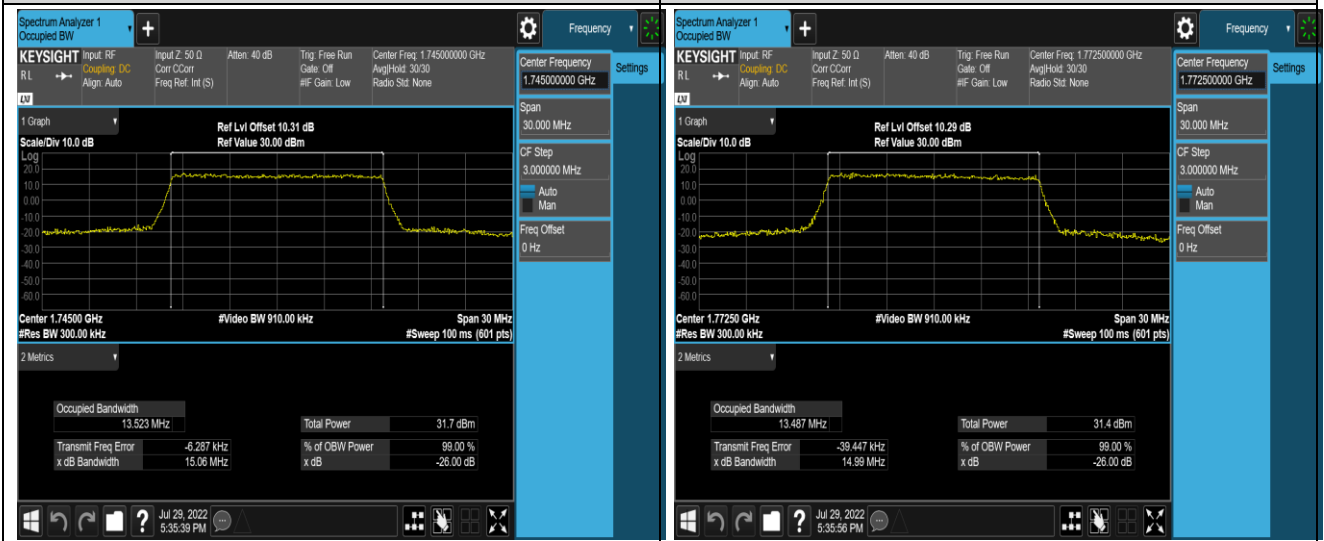 Spectrum Analyzer 1
Occupied BW
+
Frequency
KEYSIGHT Input: RF Input Z: 50 Ω Atten: 40 dB Trig: Free Run Center Freq: 1.745000000 GHz
RL Coupling: DC Corr CCorr Gate: Off Avg|Hold: 30/30
Align: Auto Freq Ref: Int (S) #IF Gain: Low Radio Std: None
LXI
Center Frequency
1.745000000 GHz
Settings
Span
30.000 MHz
CF Step
3.000000 MHz
Auto
Man
Freq Offset
0 Hz
1 Graph
Ref Lvl Offset 10.31 dB
Scale/Div 10.0 dB Ref Value 30.00 dBm
Log
20.0
10.0
0.00
-10.0
-20.0
-30.0
-40.0
-50.0
-60.0
Center 1.74500 GHz #Video BW 910.00 kHz Span 30 MHz
#Res BW 300.00 kHz #Sweep 100 ms (601 pts)
2 Metrics
Occupied Bandwidth
13.523 MHz Total Power 31.7 dBm
Transmit Freq Error -6.287 kHz % of OBW Power 99.00 %
x dB Bandwidth 15.06 MHz x dB -26.00 dB
? Jul 29, 2022
5:35:39 PM
Spectrum Analyzer 1
Occupied BW
+
Frequency
KEYSIGHT Input: RF Input Z: 50 Ω Atten: 40 dB Trig: Free Run Center Freq: 1.772500000 GHz
RL Coupling: DC Corr CCorr Gate: Off Avg|Hold: 30/30
Align: Auto Freq Ref: Int (S) #IF Gain: Low Radio Std: None
LXI
Center Frequency
1.772500000 GHz
Settings
Span
30.000 MHz
CF Step
3.000000 MHz
Auto
Man
Freq Offset
0 Hz
1 Graph
Ref Lvl Offset 10.29 dB
Scale/Div 10.0 dB Ref Value 30.00 dBm
Log
20.0
10.0
0.00
-10.0
-20.0
-30.0
-40.0
-50.0
-60.0
Center 1.77250 GHz #Video BW 910.00 kHz Span 30 MHz
#Res BW 300.00 kHz #Sweep 100 ms (601 pts)
2 Metrics
Occupied Bandwidth
13.487 MHz Total Power 31.4 dBm
Transmit Freq Error -39.447 kHz % of OBW Power 99.00 %
x dB Bandwidth 14.99 MHz x dB -26.00 dB
? Jul 29, 2022
5:35:56 PM